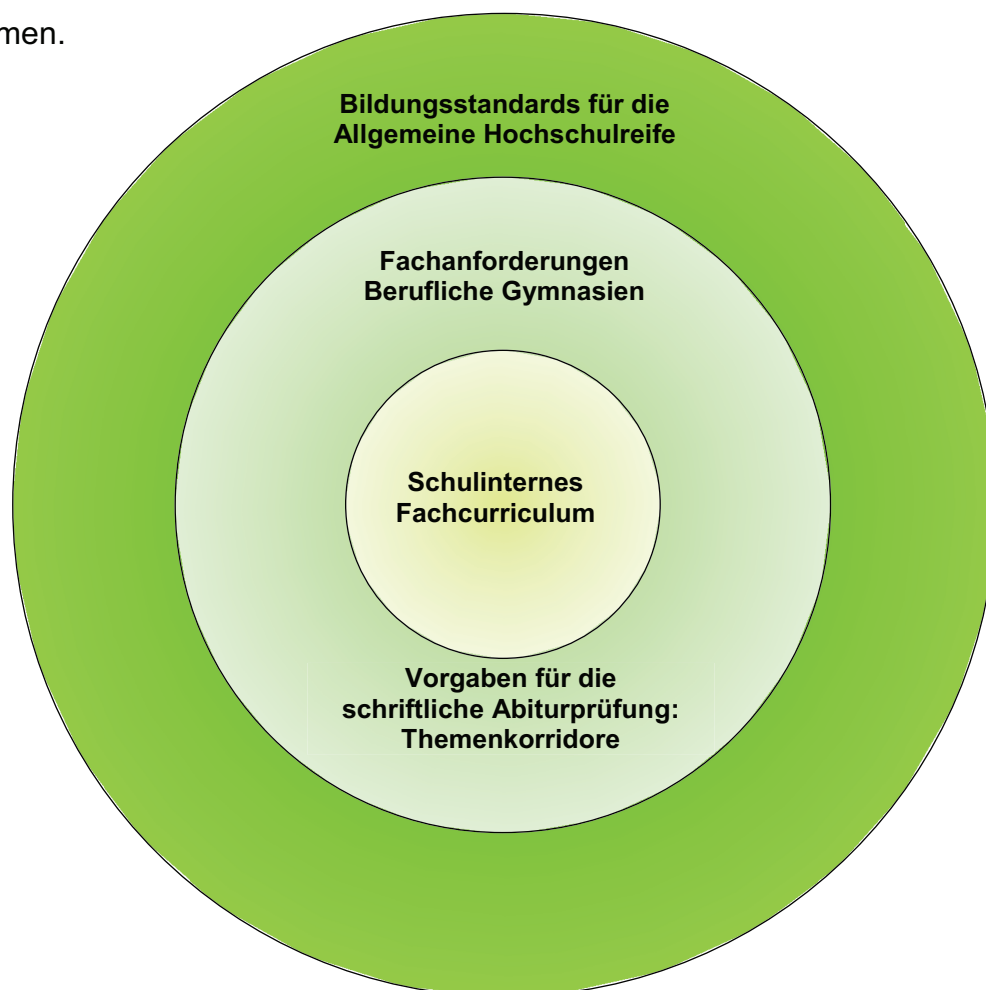 men.
Bildungsstandards für die
Allgemeine Hochschulreife
Fachanforderungen
Berufliche Gymnasien
Schulinternes
Fachcurriculum
Vorgaben für die
schriftliche Abiturprüfung:
Themenkorridore